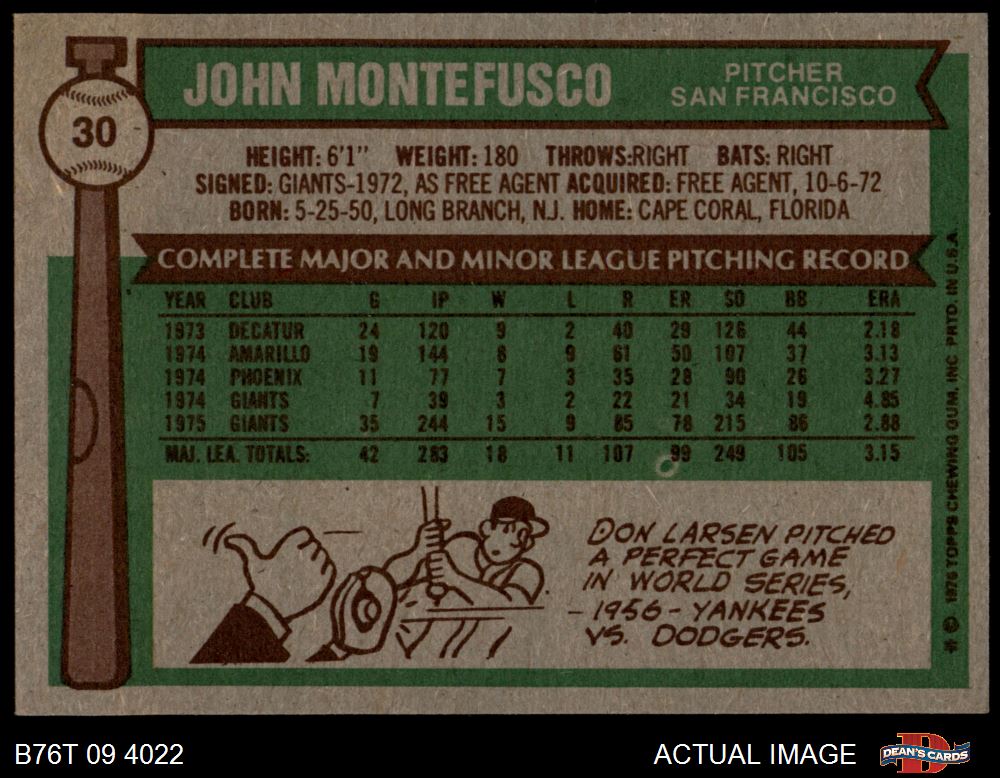 30
JOHN MONTEFUSCO
PITCHER
SAN FRANCISCO
HEIGHT: 6'1" WEIGHT: 180 THROWS:RIGHT BATS: RIGHT
SIGNED: GIANTS-1972, AS FREE AGENT ACQUIRED: FREE AGENT, 10-6-72
BORN: 5-25-50, LONG BRANCH, N.J. HOME: CAPE CORAL, FLORIDA
COMPLETE MAJOR AND MINOR LEAGUE PITCHING RECORD
YEAR CLUB G IP W L R ER SO BB ERA
1973 DECATUR 24 120 9 2 40 29 126 44 2.18
1974 AMARILLO 19 144 8 9 61 50 107 37 3.13
1974 PHOENIX 11 77 7 3 35 28 90 26 3.27
1974 GIANTS 7 39 3 2 22 21 34 19 4.85
1975 GIANTS 35 244 15 9 85 78 215 86 2.88
MAJ. LEA. TOTALS: 42 283 18 11 107 99 249 105 3.15
DON LARSEN PITCHED
A PERFECT GAME
IN WORLD SERIES,
-1956- YANKEES
VS. DODGERS.
* © 1976 TOPPS CHEWING GUM, INC. PRTD. IN U.S.A.
B76T 09 4022
ACTUAL IMAGE
D
DEAN'S CARDS